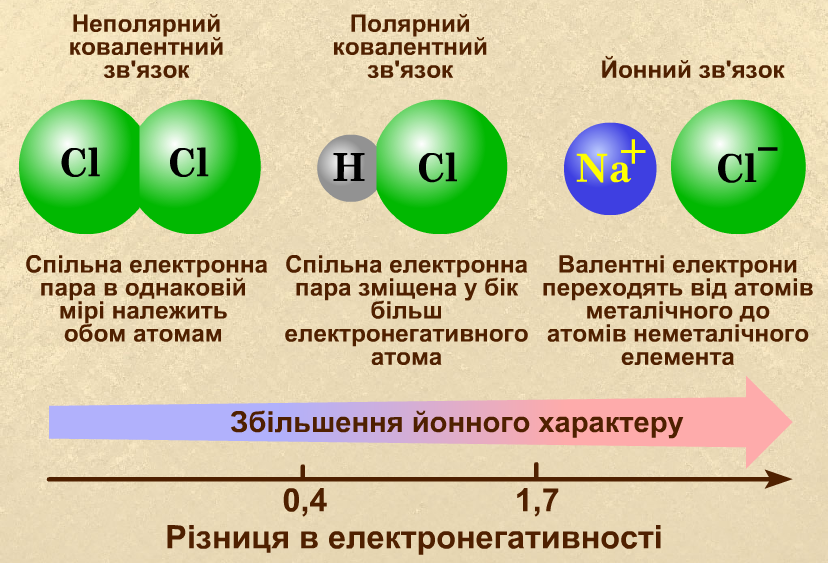 Неполярний
ковалентний
зв'язок
Полярний
ковалентний
зв'язок
Йонний зв'язок
Cl Cl
H Cl
Na+ Cl−
Спільна електронна
пара в однаковій
мірі належить
обом атомам
Спільна електронна
пара зміщена у бік
більш
електронегативного
атома
Валентні електрони
переходять від атомів
металічного до
атомів неметалічного
елемента
Збільшення йонного характеру
0,4 1,7
Різниця в електронегативності